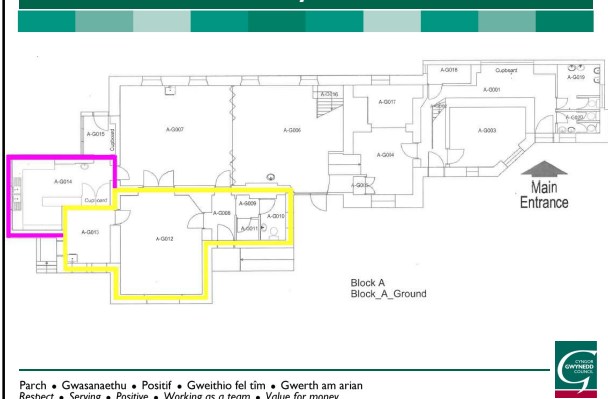 A-G018
Cupboard
A-G019
A-G001
A-G016
A-G017
A-G020
A-G015
Cupboard
A-G007
A-G006
A-G003
A-G004
A-G014
A-G005
Cupboard
A-G009
A-G008
A-G010
A-G011
A-G013
A-G012
Main
Entrance
Block A
Block_A_Ground
CYNGOR
GWYNEDD
COUNCIL
Parch • Gwasanaethu • Positif • Gweithio fel tîm • Gwerth am arian
Respect • Serving • Positive • Working as a team • Value for money